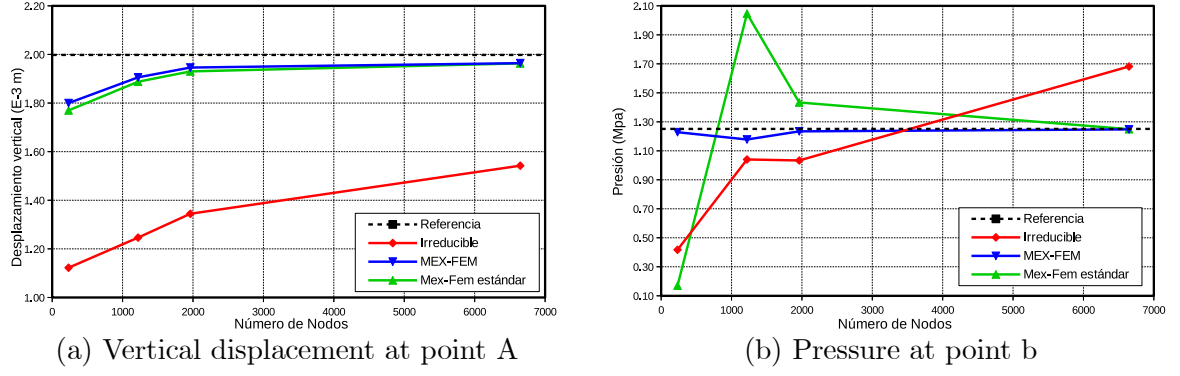 2.20
2.00
1.80
1.60
1.40
1.20
1.00
Desplazamiento vertical (E-3 m)
0 1000 2000 3000 4000 5000 6000 7000
Número de Nodos
Referencia
Irreducible
MEX-FEM
Mex-Fem estándar
(a) Vertical displacement at point A
2.10
1.90
1.70
1.50
1.30
1.10
0.90
0.70
0.50
0.30
0.10
Presión (Mpa)
0 1000 2000 3000 4000 5000 6000 7000
Número de Nodos
Referencia
Irreducible
MEX-FEM
Mex-Fem estándar
(b) Pressure at point b